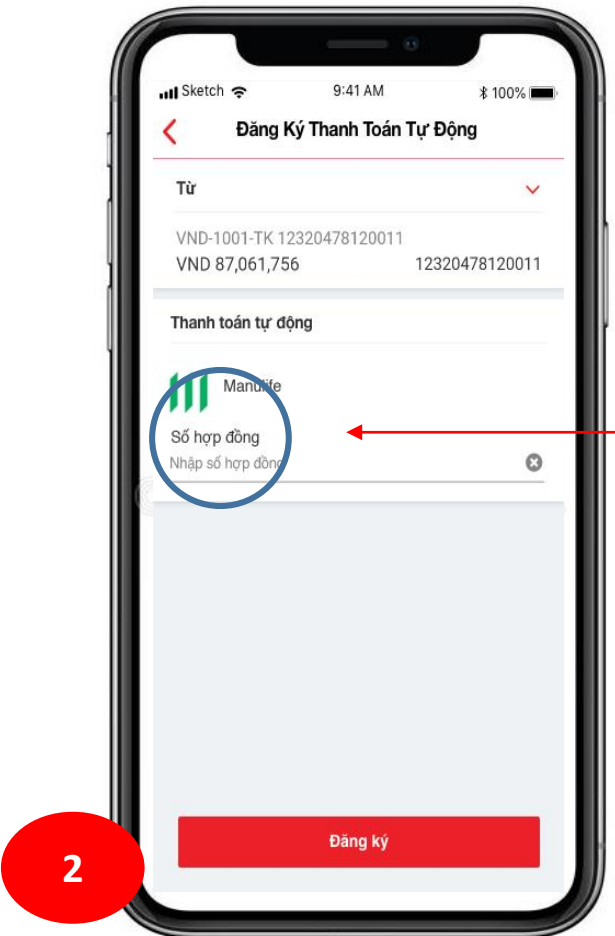 Sketch 9:41 AM 100%
Đăng Ký Thanh Toán Tự Động
Từ
VND-1001-TK 12320478120011
VND 87,061,756 12320478120011
Thanh toán tự động
Manulife
Số hợp đồng
Nhập số hợp đồng
Đăng ký
2